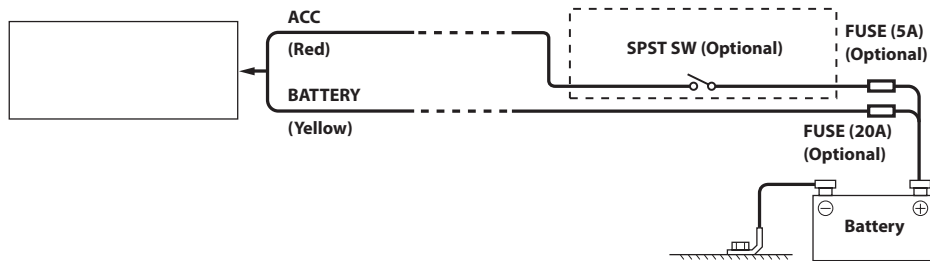 ACC
(Red)
SPST SW (Optional)
FUSE (5A)
(Optional)
BATTERY
(Yellow)
FUSE (20A)
(Optional)
Battery